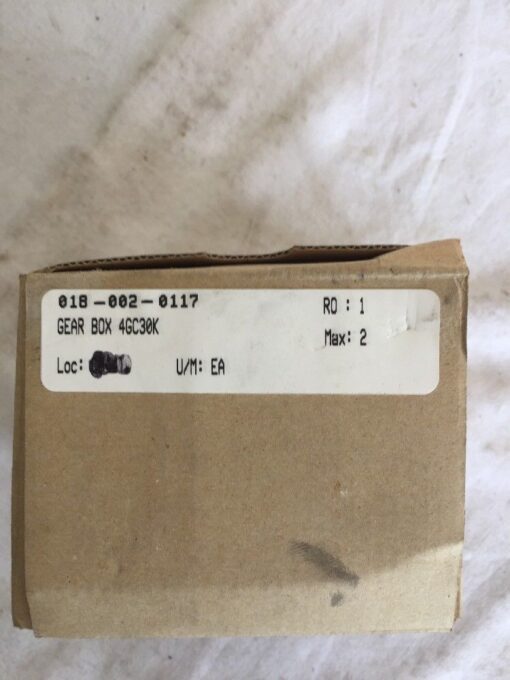 018-002-0117
RO : 1
GEAR BOX 4GC30K
Max: 2
Loc:
U/M: EA